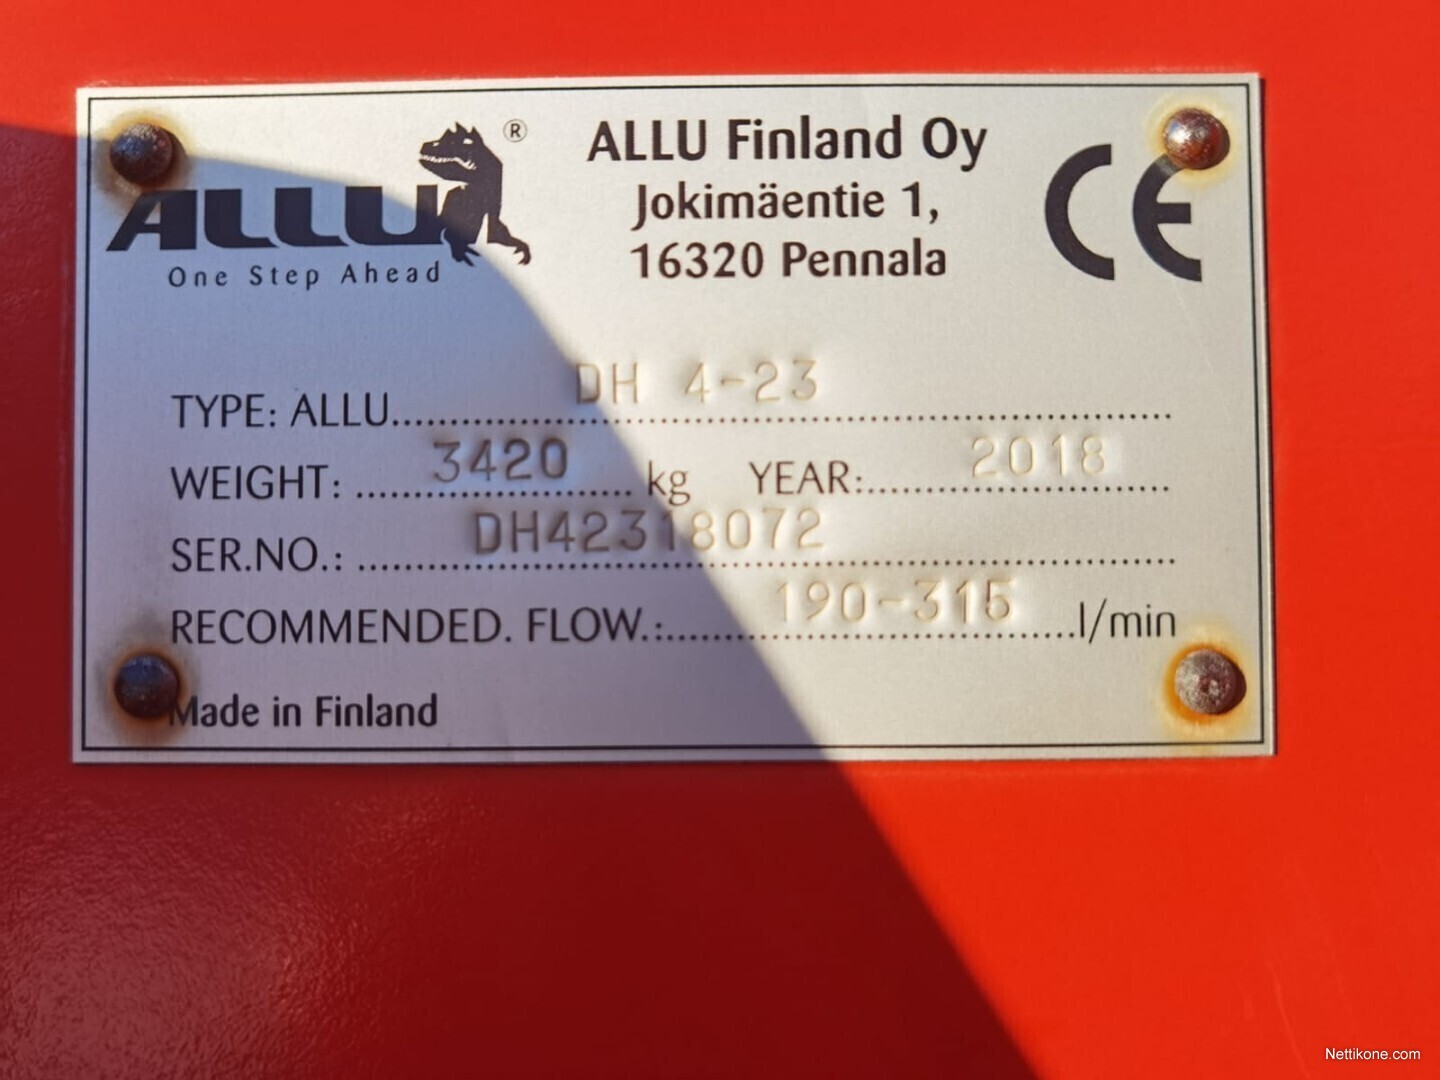 ALLU ®
One Step Ahead
ALLU Finland Oy
Jokimäentie 1,
16320 Pennala
CE
TYPE: ALLU DH 4-23
WEIGHT: 3420 kg YEAR: 2018
SER.NO.: DH42318072
RECOMMENDED. FLOW.: 190-315 l/min
Made in Finland
Nettikone.com